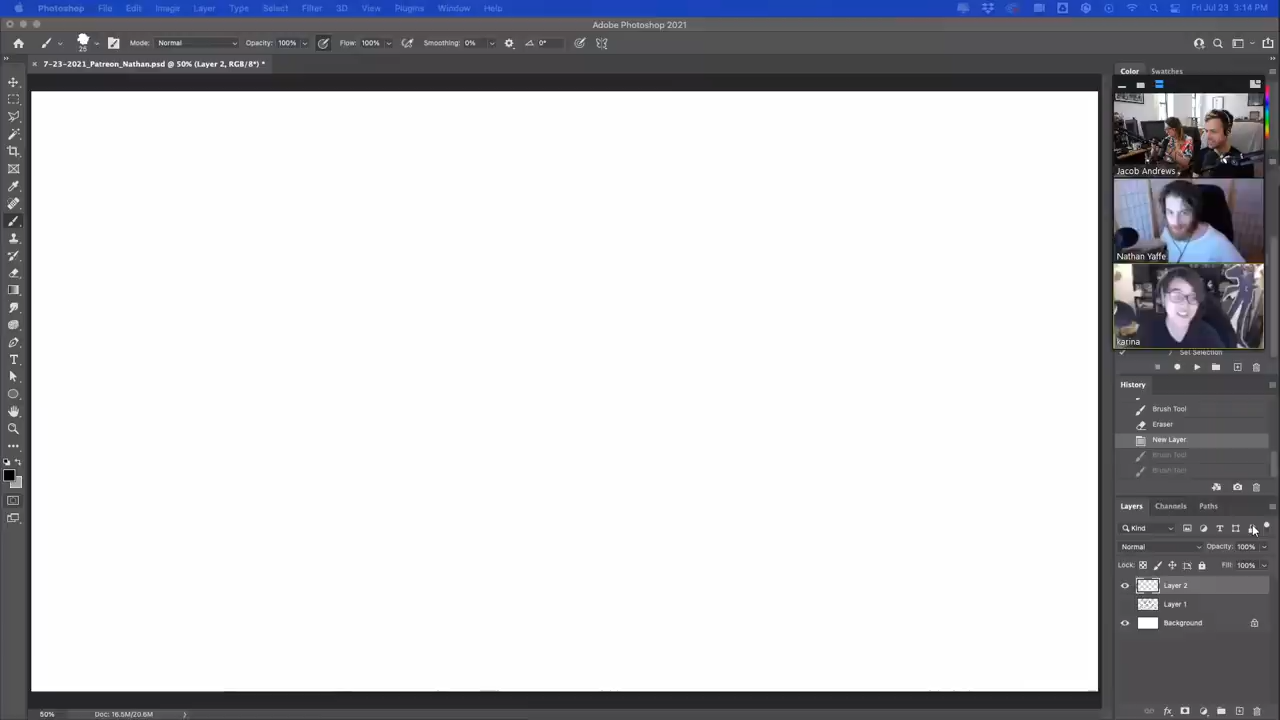 Photoshop File Edit Image Layer Type Select Filter 3D View Plugins Window Help Fri Jul 23 3:14 PM
Adobe Photoshop 2021
26 Mode: Normal Opacity: 100% Flow: 100% Smoothing: 0% 0°
7-23-2021_Patreon_Nathan.psd @ 50% (Layer 2, RGB/8*) *
Color Swatches
Jacob Andrews
Nathan Yaffe
karina
Set Selection
History
Brush Tool
Eraser
New Layer
Brush Tool
Brush Tool
Layers Channels Paths
Kind
Normal Opacity: 100%
Lock: Fill: 100%
Layer 2
Layer 1
Background
50% Doc: 16.5M/20.6M